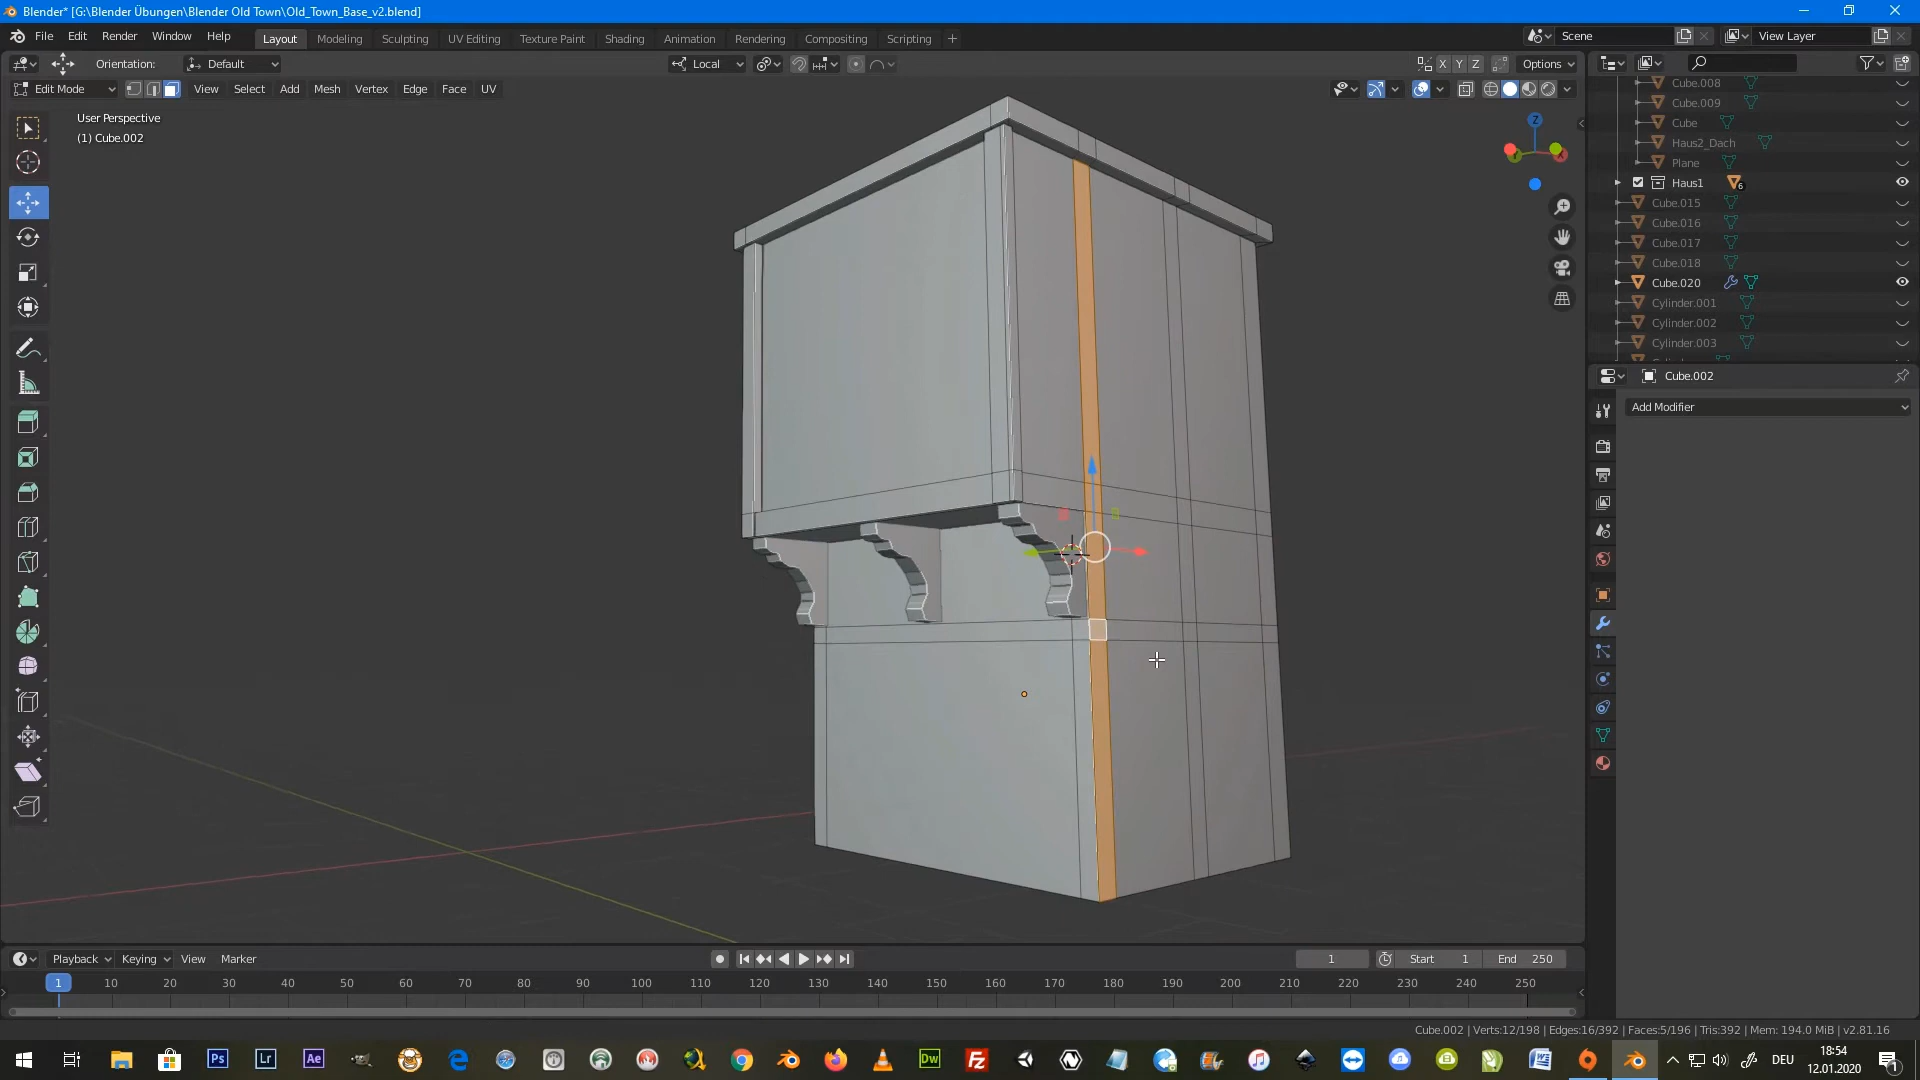 Blender* [G:\Blender Übungen\Blender Old Town\Old_Town_Base_v2.blend]
File Edit Render Window Help
Layout Modeling Sculpting UV Editing Texture Paint Shading Animation Rendering Compositing Scripting
Scene
View Layer
Orientation: Default
Local
X Y Z Options
Edit Mode View Select Add Mesh Vertex Edge Face UV
User Perspective
(1) Cube.002
Z
Cube.008
Cube.009
Cube
Haus2_Dach
Plane
Haus1 6
Cube.015
Cube.016
Cube.017
Cube.018
Cube.020
Cylinder.001
Cylinder.002
Cylinder.003
Cube.002
Add Modifier
Playback Keying View Marker
1 Start 1 End 250
1 10 20 30 40 50 60 70 80 90 100 110 120 130 140 150 160 170 180 190 200 210 220 230 240 250
Cube.002 | Verts:12/198 | Edges:16/392 | Faces:5/196 | Tris:392 | Mem: 194.0 MiB | v2.81.16
Ps Lr Ae Dw Fz
DEU
18:54
12.01.2020
1